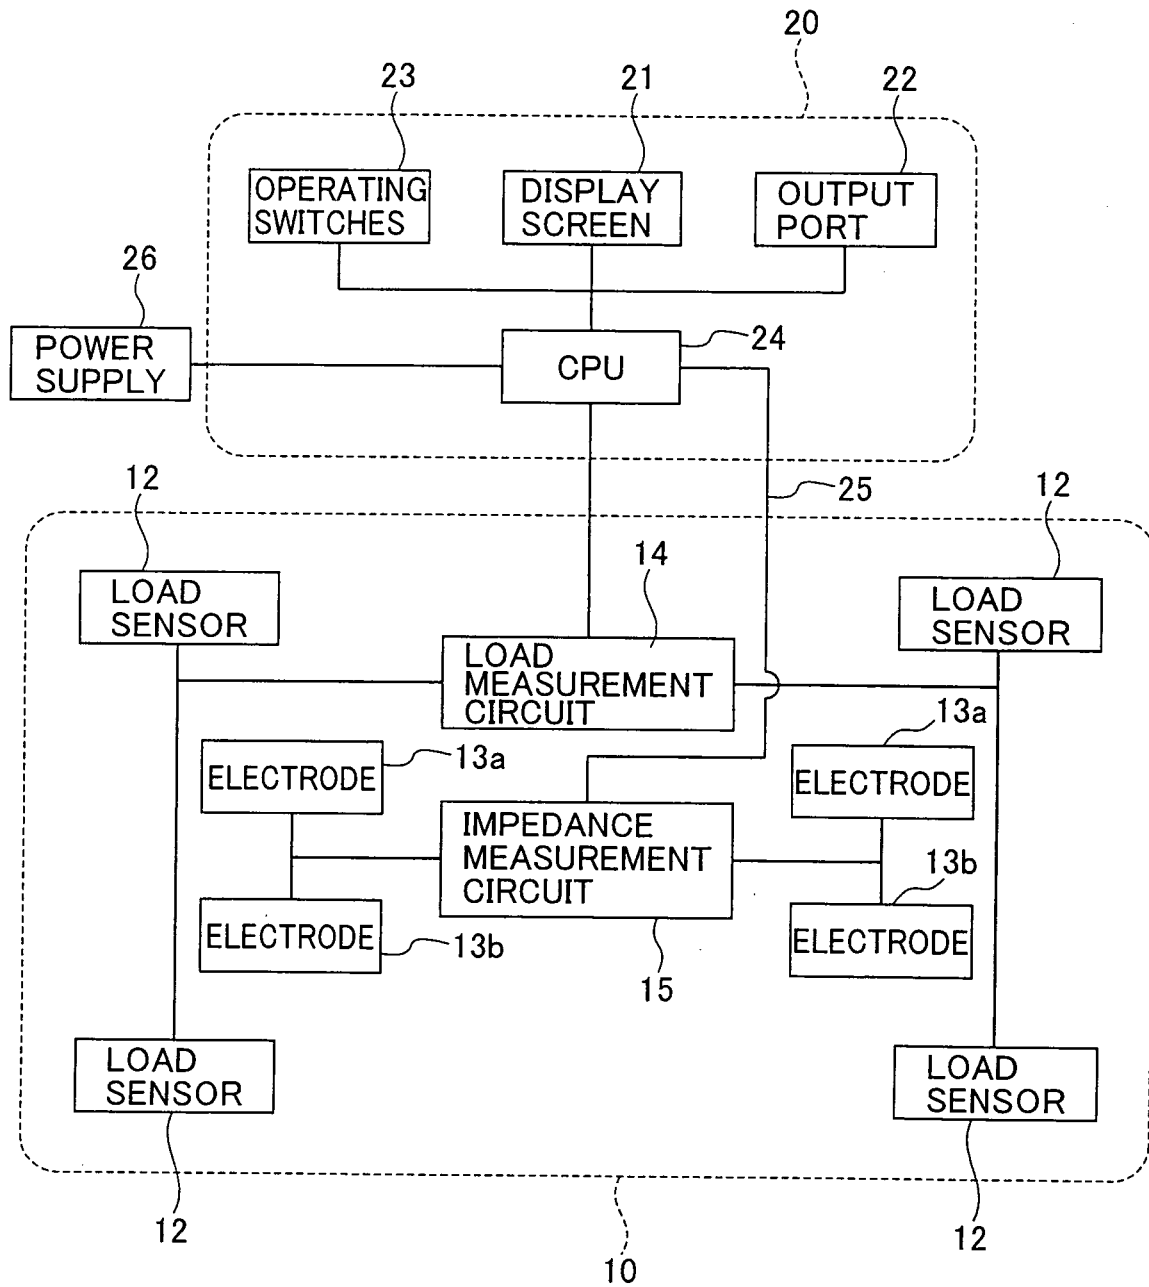 20
23
21
22
OPERATING
SWITCHES
DISPLAY
SCREEN
OUTPUT
PORT
26
POWER
SUPPLY
24
CPU
12
25
12
14
LOAD
SENSOR
LOAD
SENSOR
LOAD
MEASUREMENT
CIRCUIT
13a
13a
ELECTRODE
ELECTRODE
IMPEDANCE
MEASUREMENT
CIRCUIT
13b
ELECTRODE
13b
ELECTRODE
15
LOAD
SENSOR
LOAD
SENSOR
12
12
10